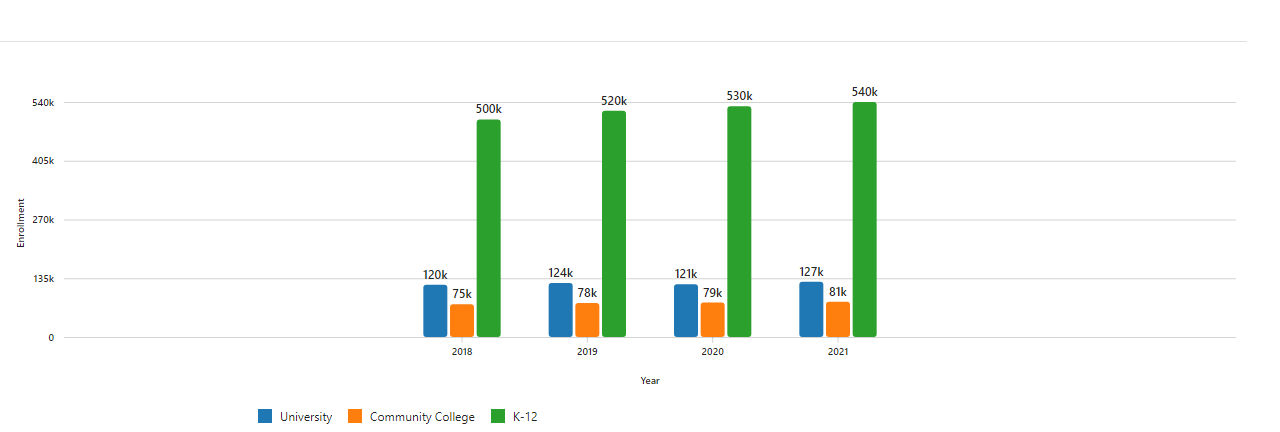 540k
405k
270k
135k
0
Enrollment
120k 75k 500k
124k 78k 520k
121k 79k 530k
127k 81k 540k
2018 2019 2020 2021
Year
University Community College K-12